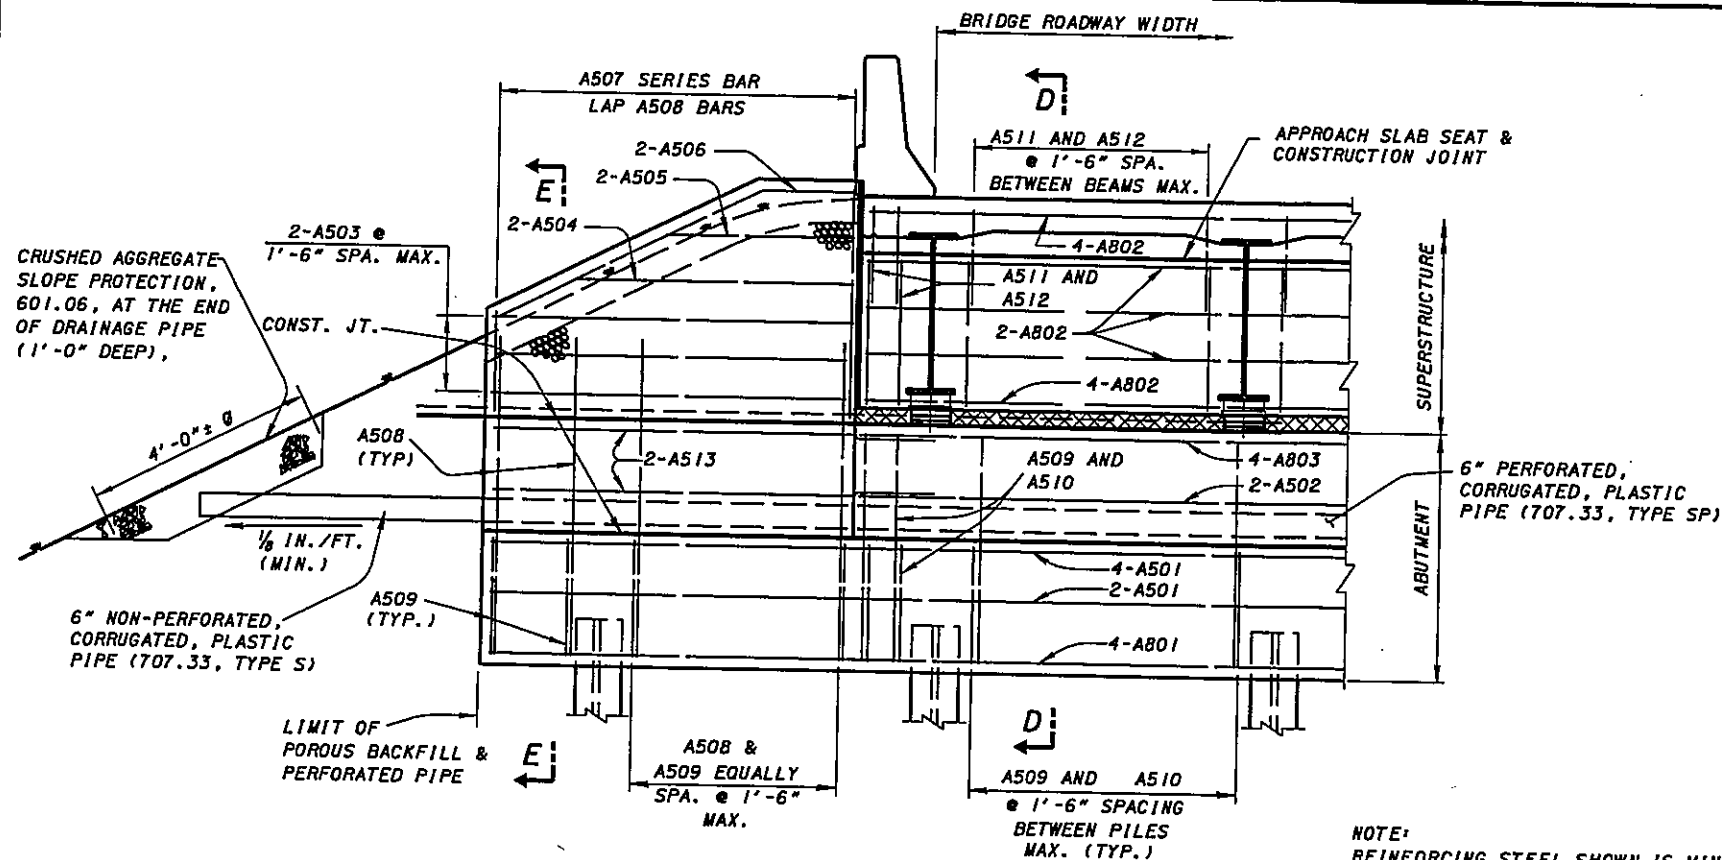 BRIDGE ROADWAY WIDTH
A507 SERIES BAR
LAP A508 BARS
D
A511 AND A512
@ 1'-6" SPA.
BETWEEN BEAMS MAX.
APPROACH SLAB SEAT &
CONSTRUCTION JOINT
2-A506
E
2-A505
2-A504
2-A503 @
1'-6" SPA. MAX.
CRUSHED AGGREGATE
SLOPE PROTECTION,
601.06, AT THE END
OF DRAINAGE PIPE
(1'-0" DEEP),
CONST. JT.
4-A802
A511 AND
A512
2-A802
4-A802
SUPERSTRUCTURE
4'-0"±
A508
(TYP)
2-A513
A509 AND
A510
4-A803
2-A502
6" PERFORATED,
CORRUGATED, PLASTIC
PIPE (707.33, TYPE SP)
ABUTMENT
1/8 IN./FT.
(MIN.)
4-A501
2-A501
A509
(TYP.)
4-A801
6" NON-PERFORATED,
CORRUGATED, PLASTIC
PIPE (707.33, TYPE S)
LIMIT OF
POROUS BACKFILL &
PERFORATED PIPE
E
A508 &
A509 EQUALLY
SPA. @ 1'-6"
MAX.
D
A509 AND A510
@ 1'-6" SPACING
BETWEEN PILES
MAX. (TYP.)
NOTE:
REINFORCING STEEL SHOWN IS MIN